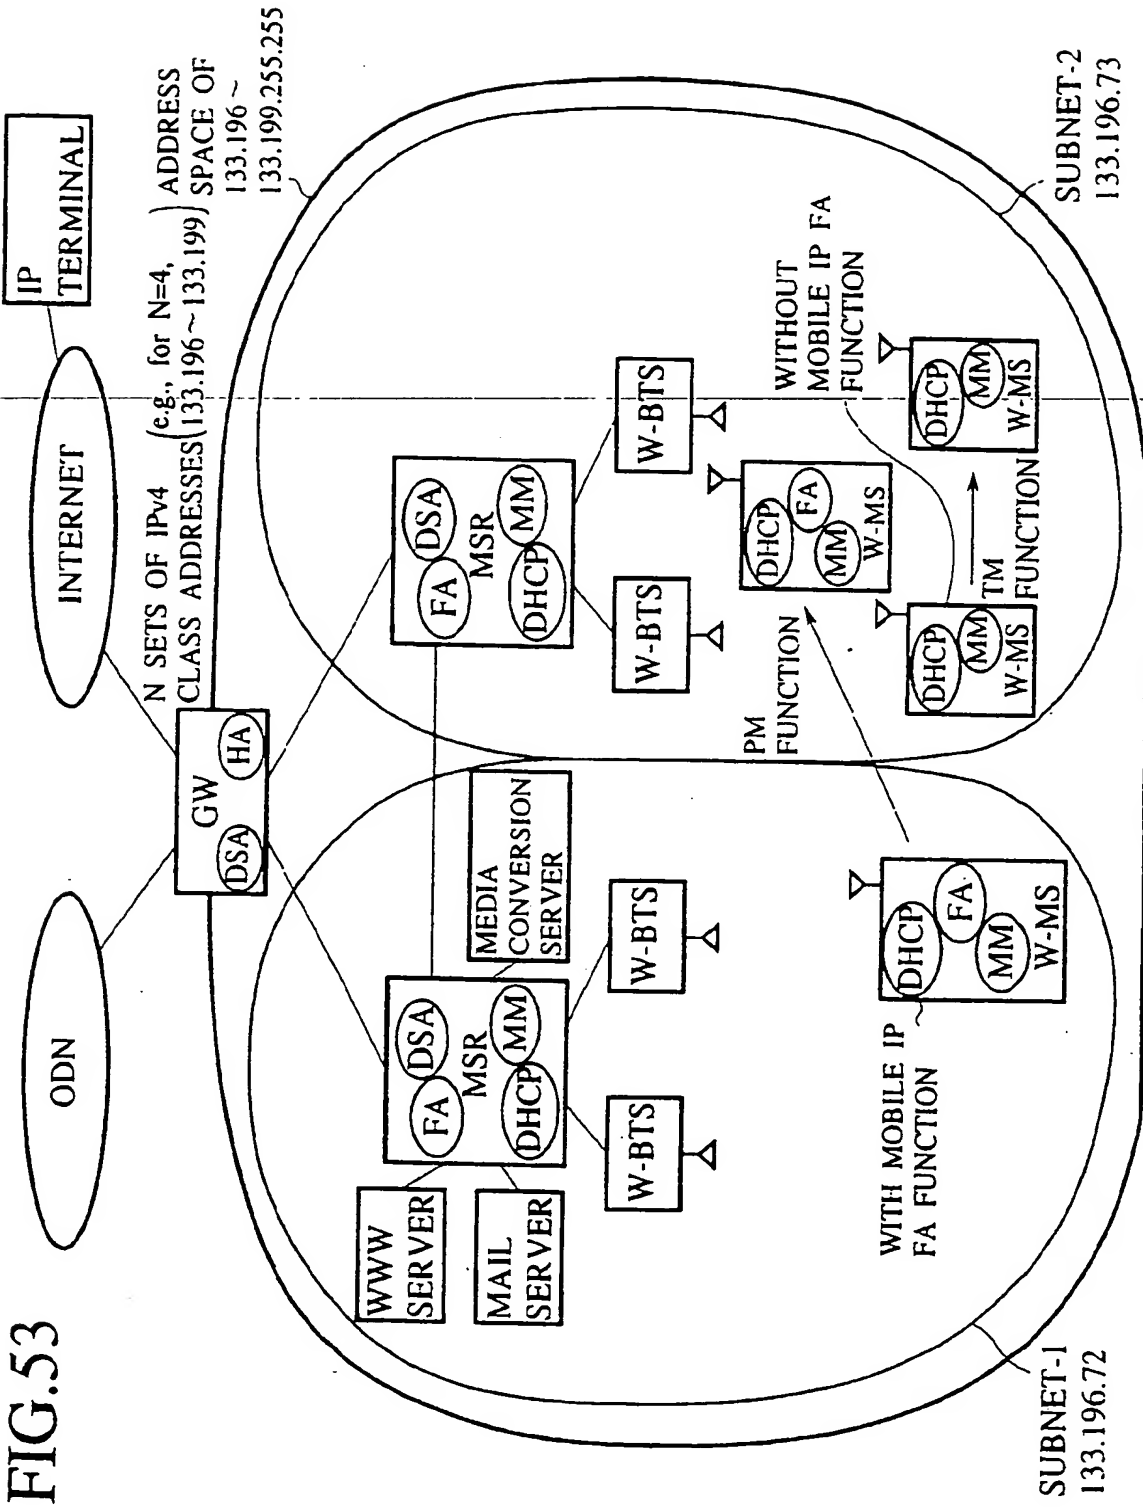 FIG.53
ODN
INTERNET
IP
TERMINAL
GW
DSA
HA
N SETS OF IPv4
CLASS ADDRESSES
(e.g., for N=4,
133.196~133.199)
ADDRESS
SPACE OF
133.196 ~
133.199.255.255
WWW
SERVER
MAIL
SERVER
FA
DSA
MSR
DHCP
MM
MEDIA
CONVERSION
SERVER
FA
DSA
MSR
DHCP
MM
W-BTS
W-BTS
W-BTS
W-BTS
WITH MOBILE IP
FA FUNCTION
DHCP
FA
MM
W-MS
PM
FUNCTION
DHCP
FA
MM
W-MS
WITHOUT
MOBILE IP FA
FUNCTION
DHCP
MM
W-MS
TM
FUNCTION
DHCP
MM
W-MS
SUBNET-1
133.196.72
SUBNET-2
133.196.73